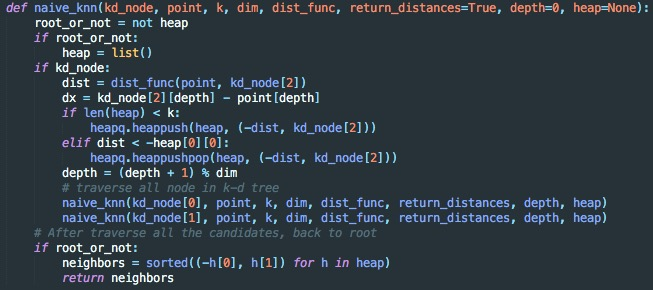 def naive_knn(kd_node, point, k, dim, dist_func, return_distances=True, depth=0, heap=None):
    root_or_not = not heap
    if root_or_not:
        heap = list()
    if kd_node:
        dist = dist_func(point, kd_node[2])
        dx = kd_node[2][depth] - point[depth]
        if len(heap) < k:
            heapq.heappush(heap, (-dist, kd_node[2]))
        elif dist < -heap[0][0]:
            heapq.heappushpop(heap, (-dist, kd_node[2]))
        depth = (depth + 1) % dim
        # traverse all node in k-d tree
        naive_knn(kd_node[0], point, k, dim, dist_func, return_distances, depth, heap)
        naive_knn(kd_node[1], point, k, dim, dist_func, return_distances, depth, heap)
    # After traverse all the candidates, back to root
    if root_or_not:
        neighbors = sorted((-h[0], h[1]) for h in heap)
        return neighbors